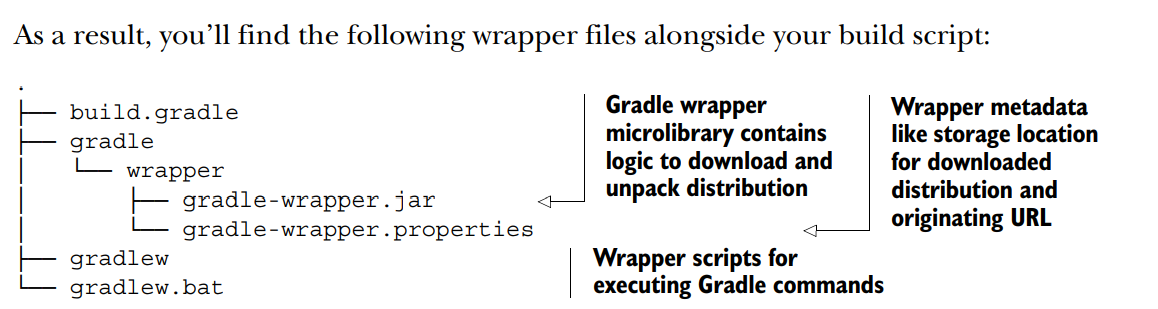 As a result, you’ll find the following wrapper files alongside your build script:
.
├── build.gradle
├── gradle
│   └── wrapper
│       ├── gradle-wrapper.jar
│       └── gradle-wrapper.properties
├── gradlew
└── gradlew.bat
Gradle wrapper
microlibrary contains
logic to download and
unpack distribution
Wrapper metadata
like storage location
for downloaded
distribution and
originating URL
Wrapper scripts for
executing Gradle commands